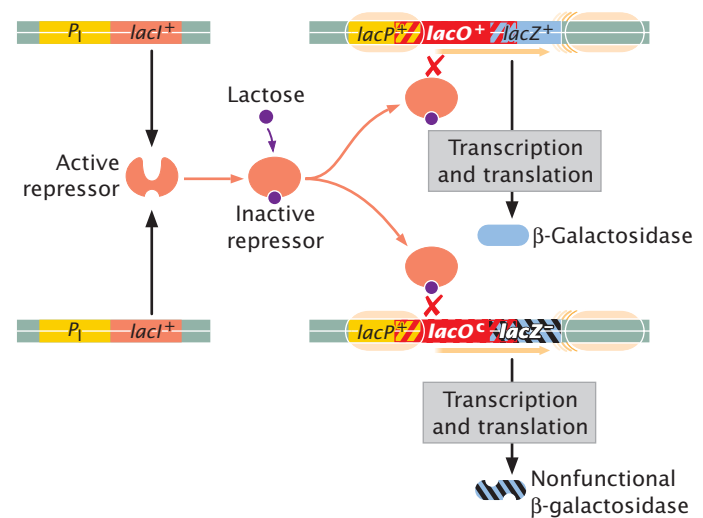 P_I lacI⁺
lacP⁺ lacO⁺ lacZ⁺
Lactose
Transcription
and translation
Active
repressor
Inactive
repressor
β-Galactosidase
P_I lacI⁺
lacP⁺ lacOᶜ lacZ⁻
Transcription
and translation
Nonfunctional
β-galactosidase